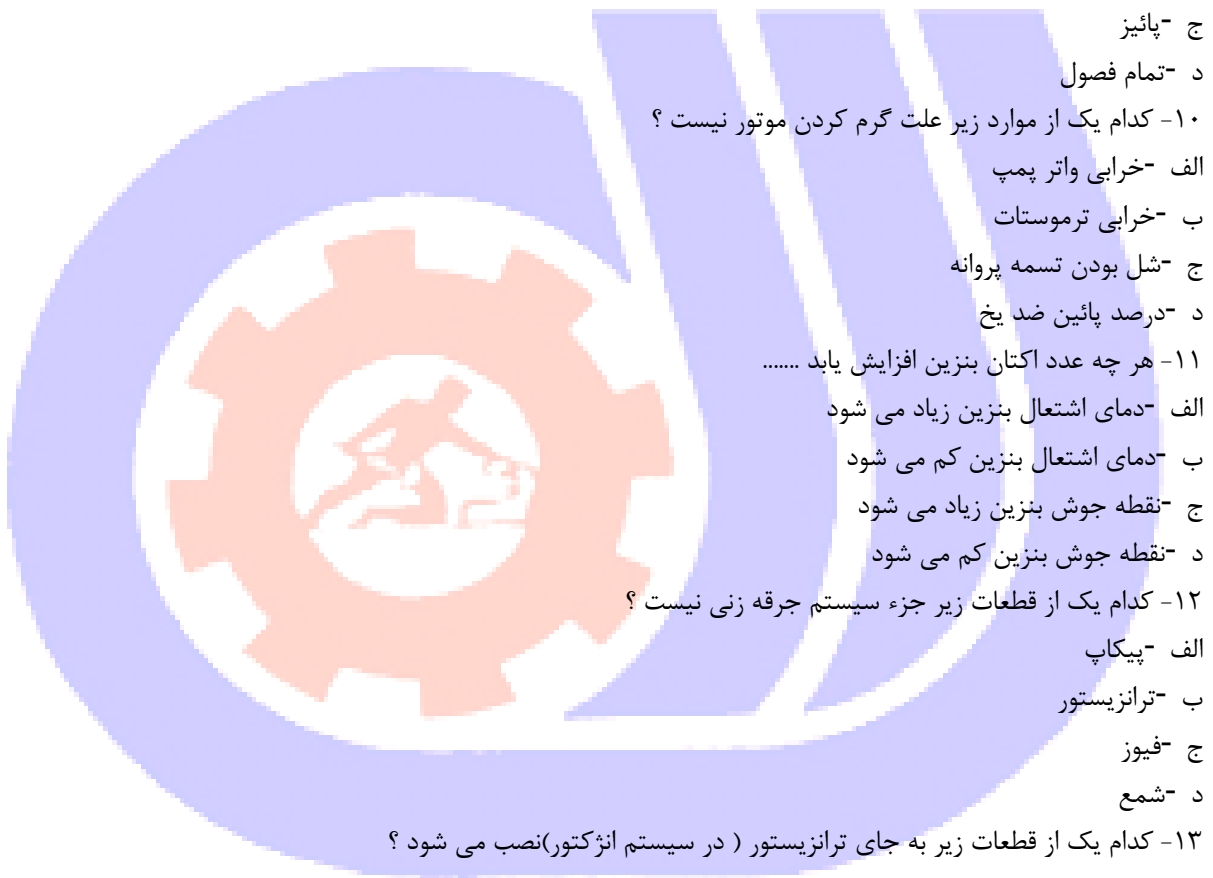 ج -پائیز
د -تمام فصول
۱۰- کدام یک از موارد زیر علت گرم کردن موتور نیست ؟
الف -خرابی واتر پمپ
ب -خرابی ترموستات
ج -شل بودن تسمه پروانه
د -درصد پائین ضد یخ
۱۱- هر چه عدد اکتان بنزین افزایش یابد .......
الف -دمای اشتعال بنزین زیاد می شود
ب -دمای اشتعال بنزین کم می شود
ج -نقطه جوش بنزین زیاد می شود
د -نقطه جوش بنزین کم می شود
۱۲- کدام یک از قطعات زیر جزء سیستم جرقه زنی نیست ؟
الف -پیکاپ
ب -ترانزیستور
ج -فیوز
د -شمع
۱۳- کدام یک از قطعات زیر به جای ترانزیستور ( در سیستم انژکتور)نصب می شود ؟